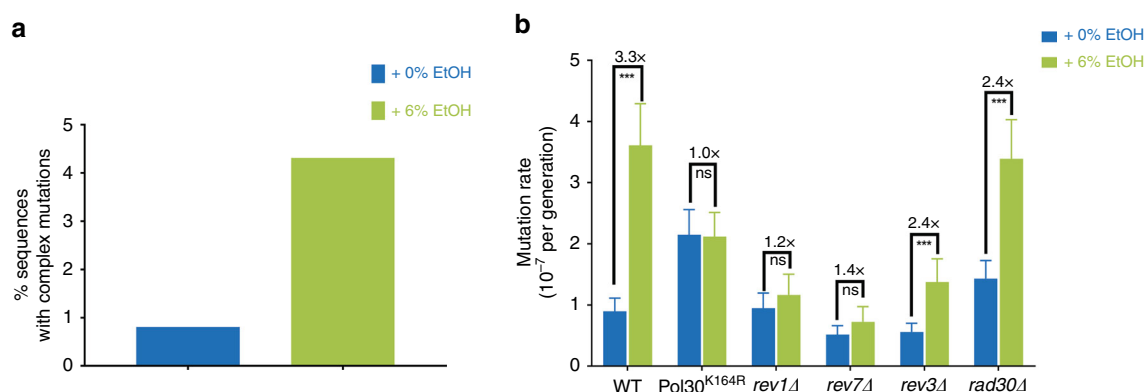 a
+ 0% EtOH
+ 6% EtOH
% sequences
with complex mutations
5
4
3
2
1
0
b
+ 0% EtOH
+ 6% EtOH
Mutation rate
(10⁻⁷ per generation)
5
4
3
2
1
0
3.3×
***
1.0×
ns
1.2×
ns
1.4×
ns
2.4×
***
2.4×
***
WT
Pol30ᴷ¹⁶⁴ᴿ
rev1Δ
rev7Δ
rev3Δ
rad30Δ